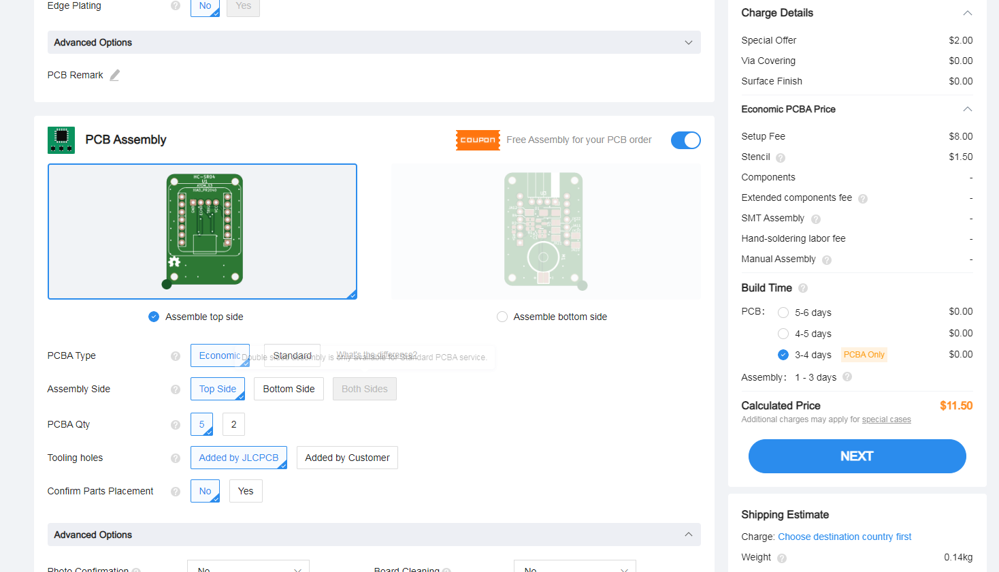 Edge Plating No Yes
Advanced Options
PCB Remark
PCB Assembly COUPON Free Assembly for your PCB order
HC-SR04
U1
ATOM_S3
XIAO_PR2040
GND
ECHO
TRIG
VCC
Assemble top side
Assemble bottom side
PCBA Type Economic Standard What's the difference?
Double sided assembly is only available for Standard PCBA service.
Assembly Side Top Side Bottom Side Both Sides
PCBA Qty 5 2
Tooling holes Added by JLCPCB Added by Customer
Confirm Parts Placement No Yes
Advanced Options
Photo Confirmation No Board Cleaning No
Charge Details
Special Offer $2.00
Via Covering $0.00
Surface Finish $0.00
Economic PCBA Price
Setup Fee $8.00
Stencil $1.50
Components -
Extended components fee -
SMT Assembly -
Hand-soldering labor fee -
Manual Assembly -
Build Time
PCB: 5-6 days $0.00
4-5 days $0.00
3-4 days PCBA Only $0.00
Assembly: 1 - 3 days
Calculated Price $11.50
Additional charges may apply for special cases
NEXT
Shipping Estimate
Charge: Choose destination country first
Weight 0.14kg